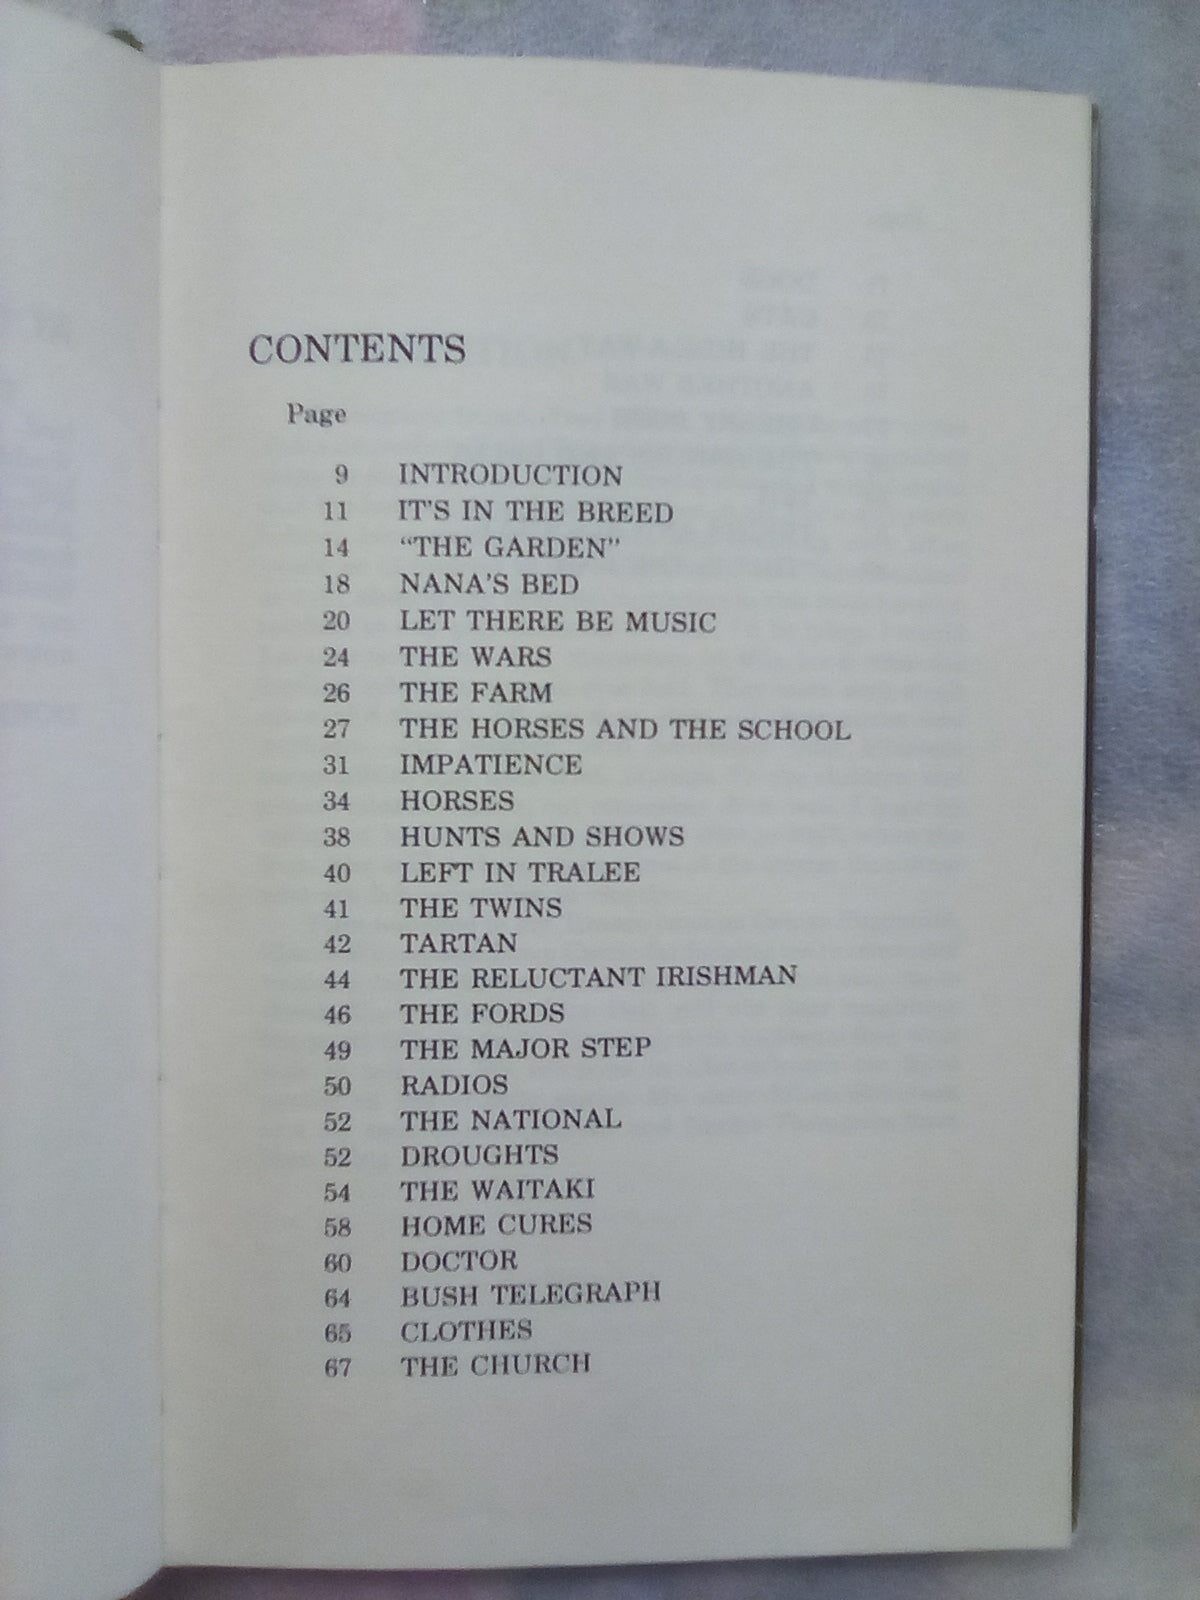 CONTENTS
Page
9 INTRODUCTION
11 IT'S IN THE BREED
14 “THE GARDEN”
18 NANA'S BED
20 LET THERE BE MUSIC
24 THE WARS
26 THE FARM
27 THE HORSES AND THE SCHOOL
31 IMPATIENCE
34 HORSES
38 HUNTS AND SHOWS
40 LEFT IN TRALEE
41 THE TWINS
42 TARTAN
44 THE RELUCTANT IRISHMAN
46 THE FORDS
49 THE MAJOR STEP
50 RADIOS
52 THE NATIONAL
52 DROUGHTS
54 THE WAITAKI
58 HOME CURES
60 DOCTOR
64 BUSH TELEGRAPH
65 CLOTHES
67 THE CHURCH